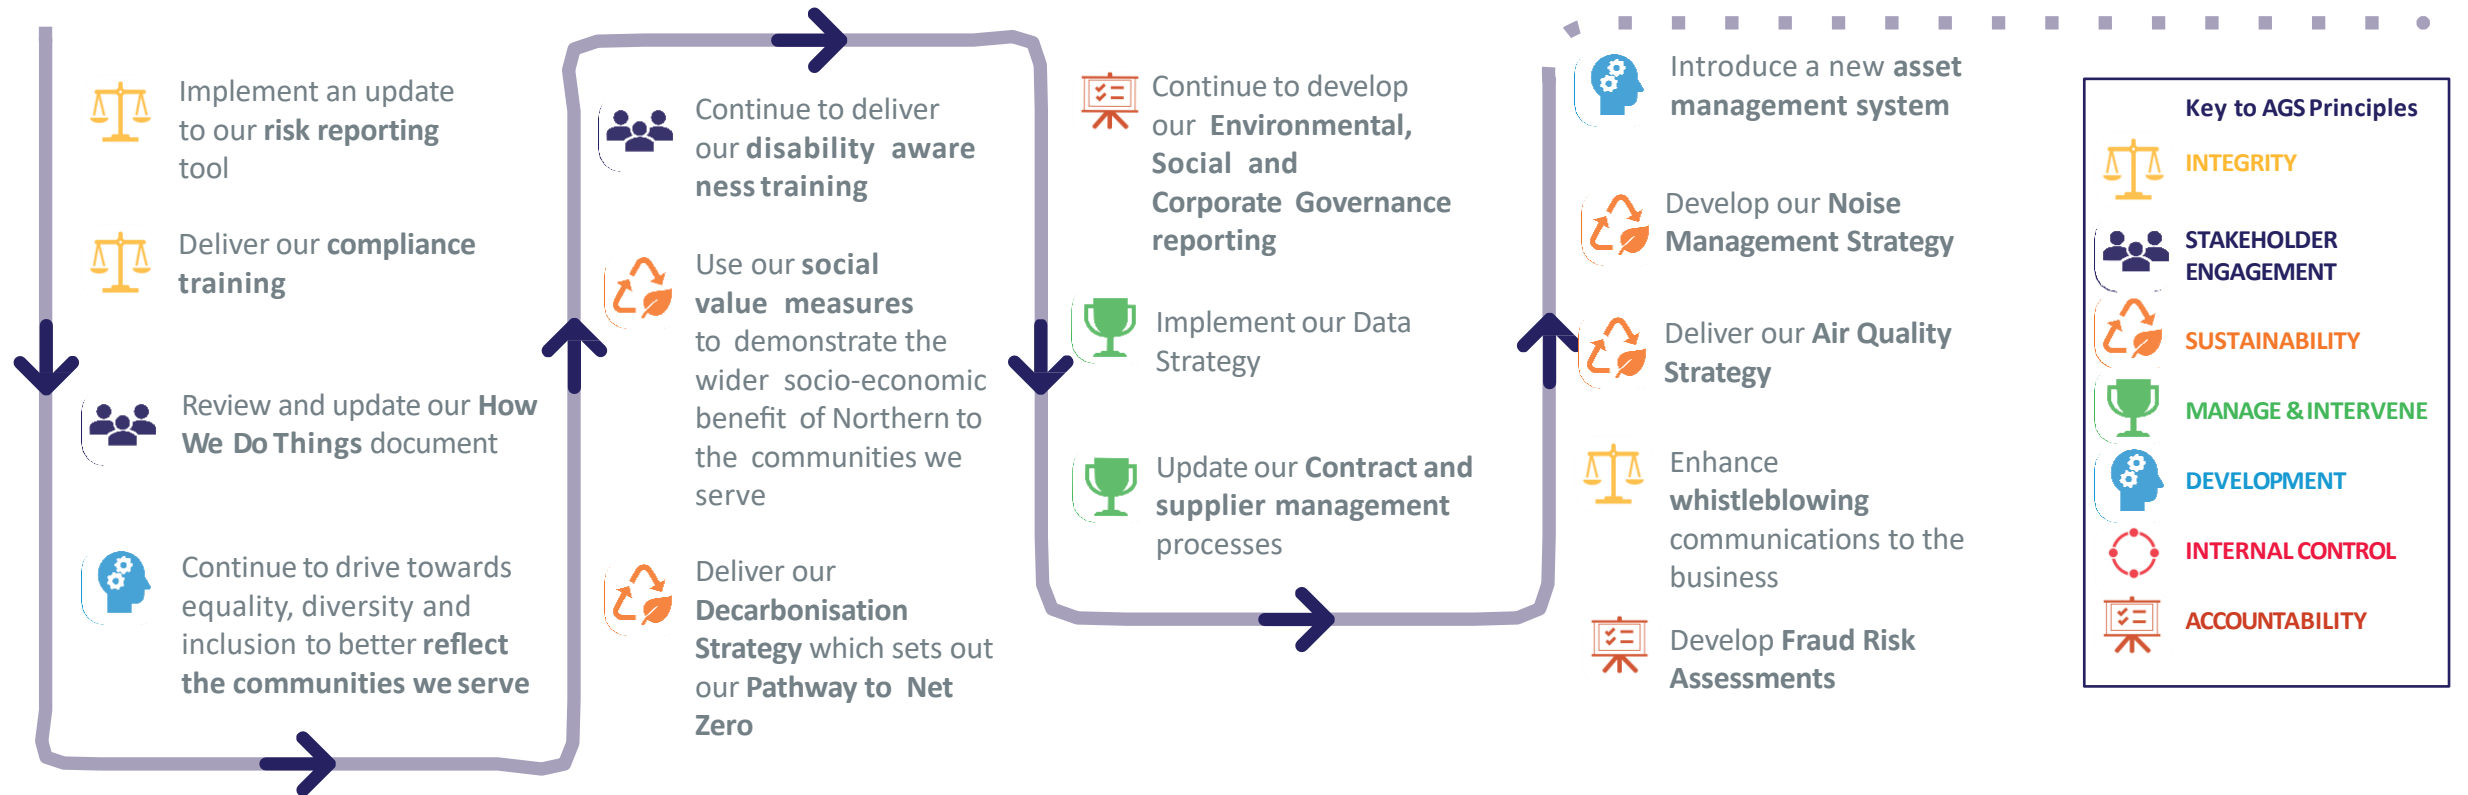 Implement an update
to our risk reporting
tool
Deliver our compliance
training
Review and update our How
We Do Things document
Continue to drive towards
equality, diversity and
inclusion to better reflect
the communities we serve
Continue to deliver
our disability aware
ness training
Use our social
value measures
to demonstrate the
wider socio-economic
benefit of Northern to
the communities we
serve
Deliver our
Decarbonisation
Strategy which sets out
our Pathway to Net
Zero
Continue to develop
our Environmental,
Social and
Corporate Governance
reporting
Implement our Data
Strategy
Update our Contract and
supplier management
processes
Introduce a new asset
management system
Develop our Noise
Management Strategy
Deliver our Air Quality
Strategy
Enhance
whistleblowing
communications to the
business
Develop Fraud Risk
Assessments
Key to AGS Principles
INTEGRITY
STAKEHOLDER
ENGAGEMENT
SUSTAINABILITY
MANAGE & INTERVENE
DEVELOPMENT
INTERNAL CONTROL
ACCOUNTABILITY